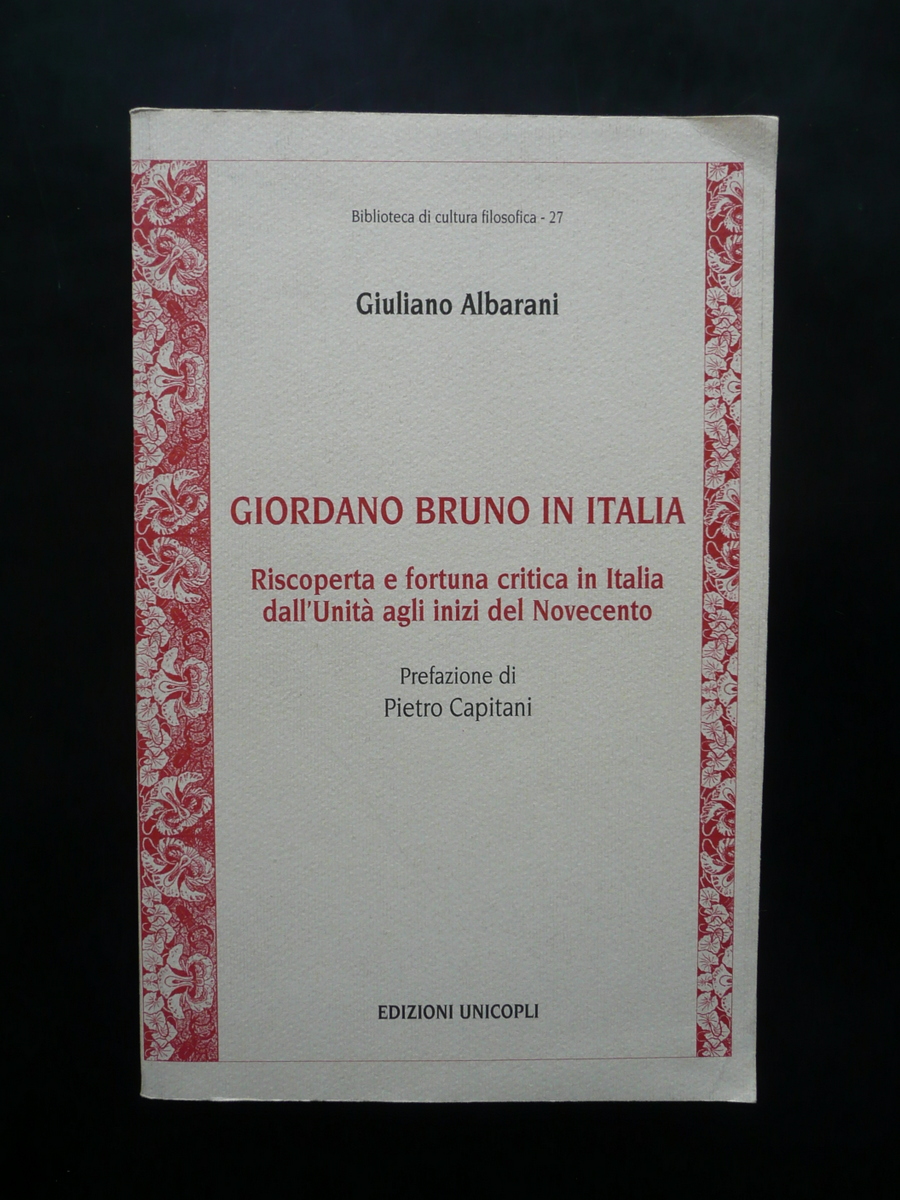 Biblioteca di cultura filosofica - 27
Giuliano Albarani
GIORDANO BRUNO IN ITALIA
Riscoperta e fortuna critica in Italia
dall'Unità agli inizi del Novecento
Prefazione di
Pietro Capitani
EDIZIONI UNICOPLI